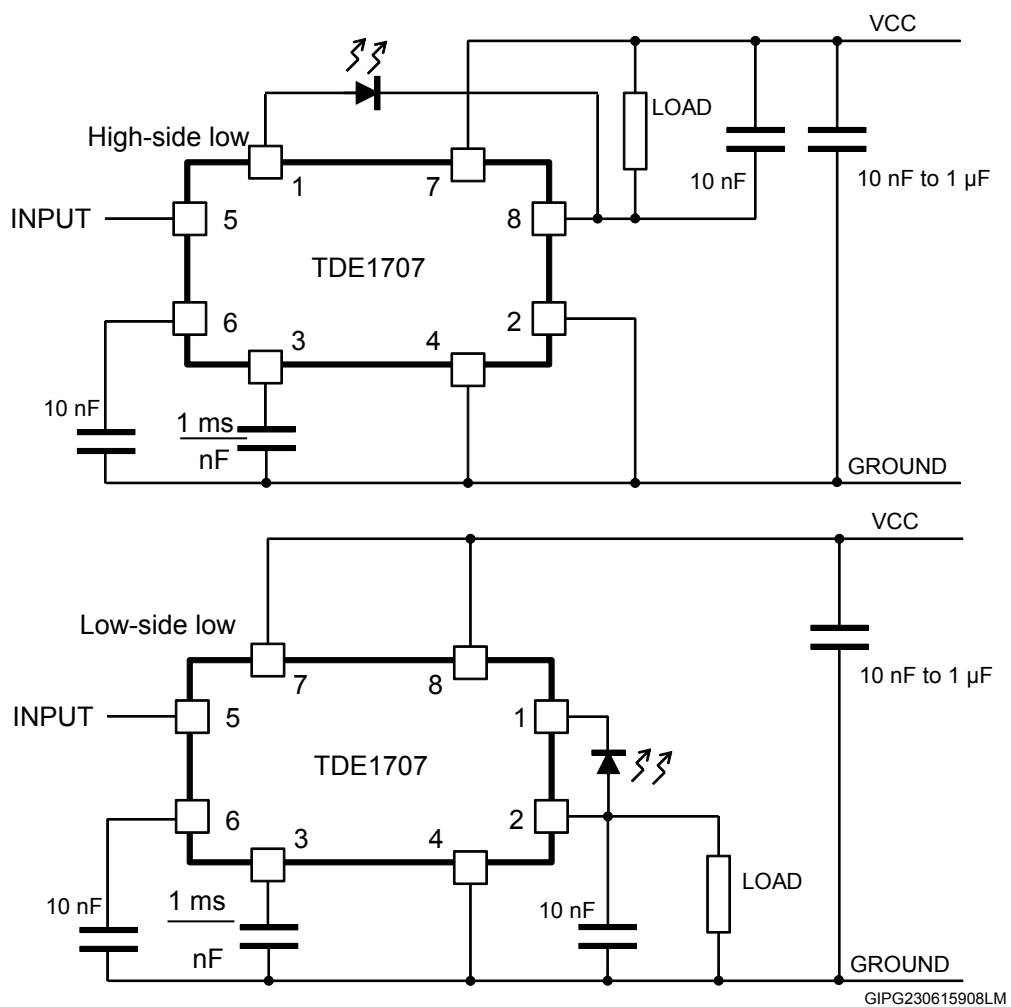 VCC
LOAD
High-side low
10 nF
10 nF to 1 µF
1
7
INPUT
5
8
TDE1707
6
2
3
4
10 nF
1 ms
nF
GROUND
VCC
Low-side low
10 nF to 1 µF
7
8
INPUT
5
1
TDE1707
6
2
3
4
LOAD
10 nF
1 ms
10 nF
nF
GROUND
GIPG230615908LM